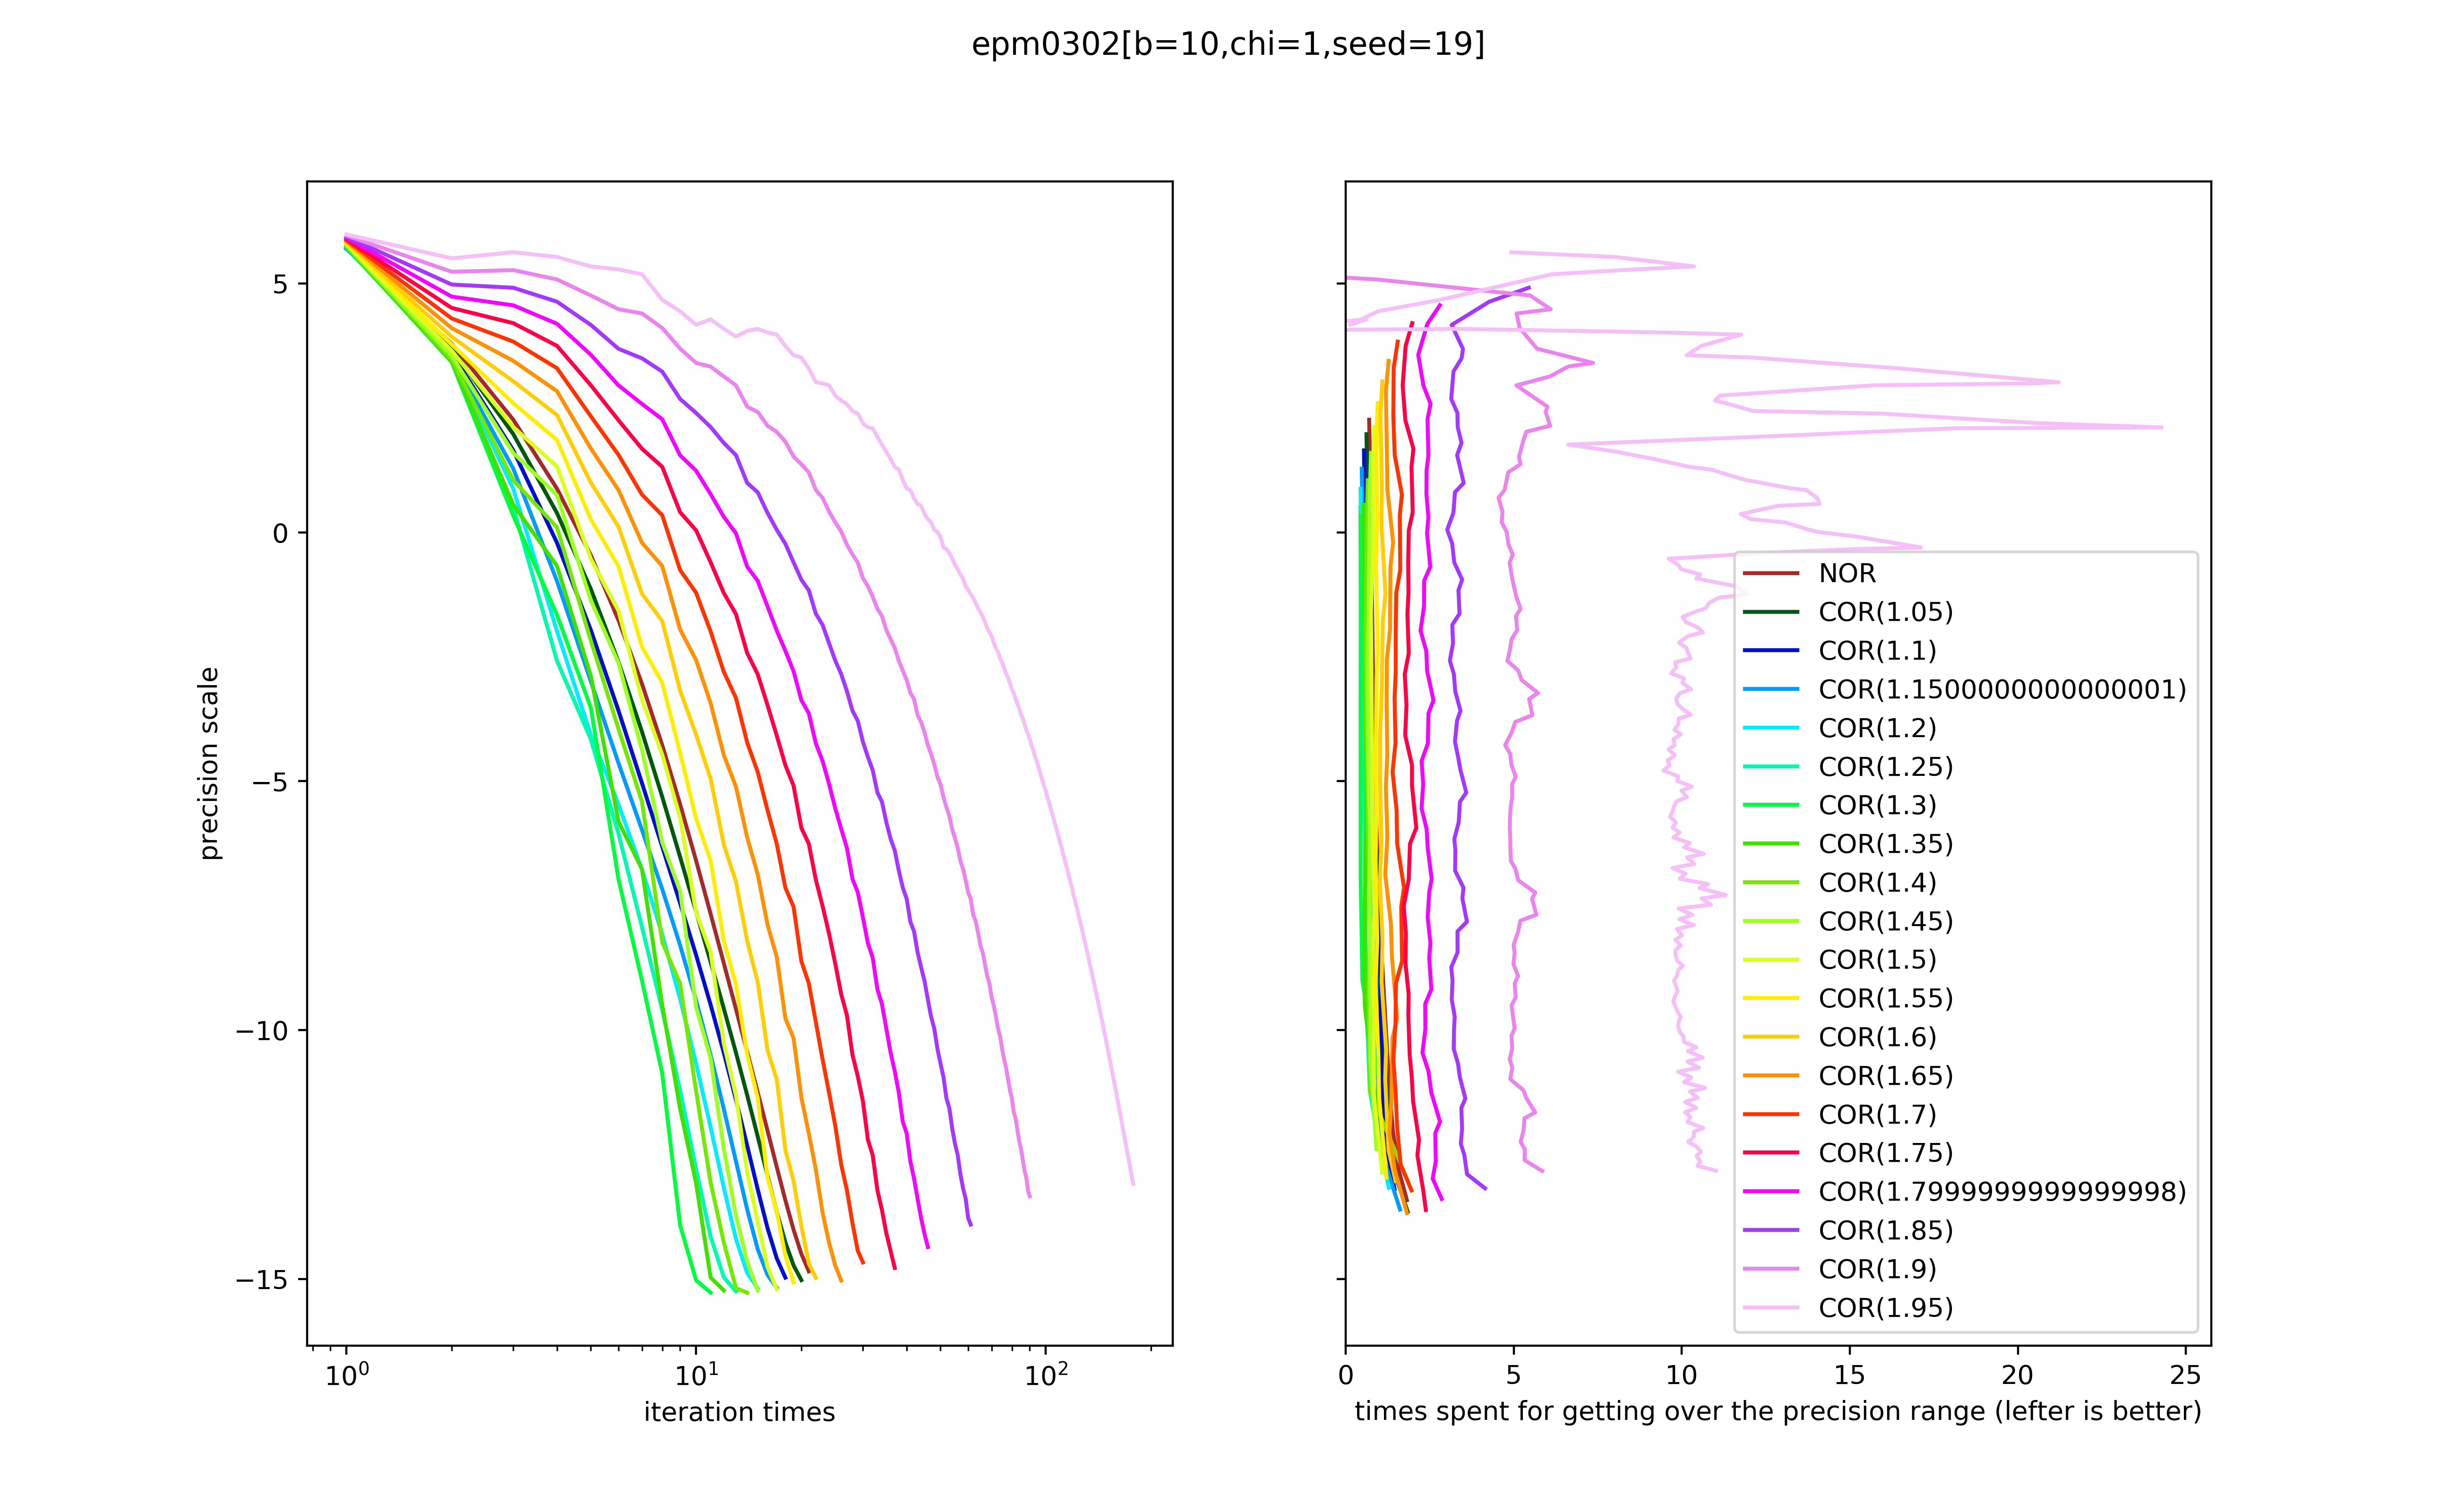 epm0302[b=10,chi=1,seed=19]
precision scale
5
0
−5
−10
−15
10⁰
10¹
10²
iteration times
0
5
10
15
20
25
times spent for getting over the precision range (lefter is better)
NOR
COR(1.05)
COR(1.1)
COR(1.1500000000000001)
COR(1.2)
COR(1.25)
COR(1.3)
COR(1.35)
COR(1.4)
COR(1.45)
COR(1.5)
COR(1.55)
COR(1.6)
COR(1.65)
COR(1.7)
COR(1.75)
COR(1.7999999999999998)
COR(1.85)
COR(1.9)
COR(1.95)